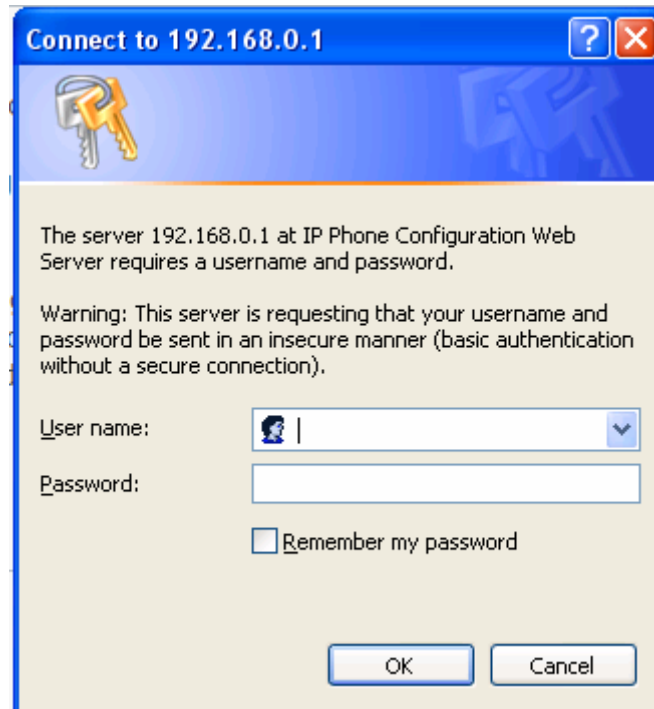 Connect to 192.168.0.1
?
The server 192.168.0.1 at IP Phone Configuration Web
Server requires a username and password.
Warning: This server is requesting that your username and
password be sent in an insecure manner (basic authentication
without a secure connection).
User name:
Password:
Remember my password
OK
Cancel